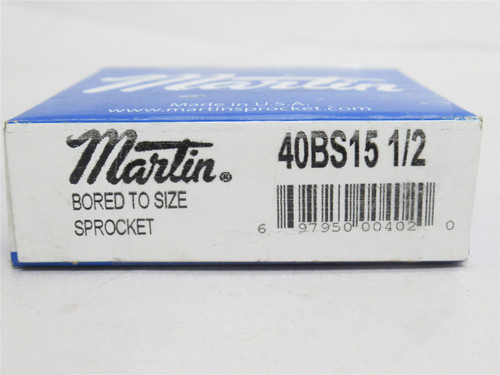 Martin
Made in U.S.A.
www.martinsprocket.com
Martin®
40BS15 1/2
BORED TO SIZE
SPROCKET
6 97950 00402 0